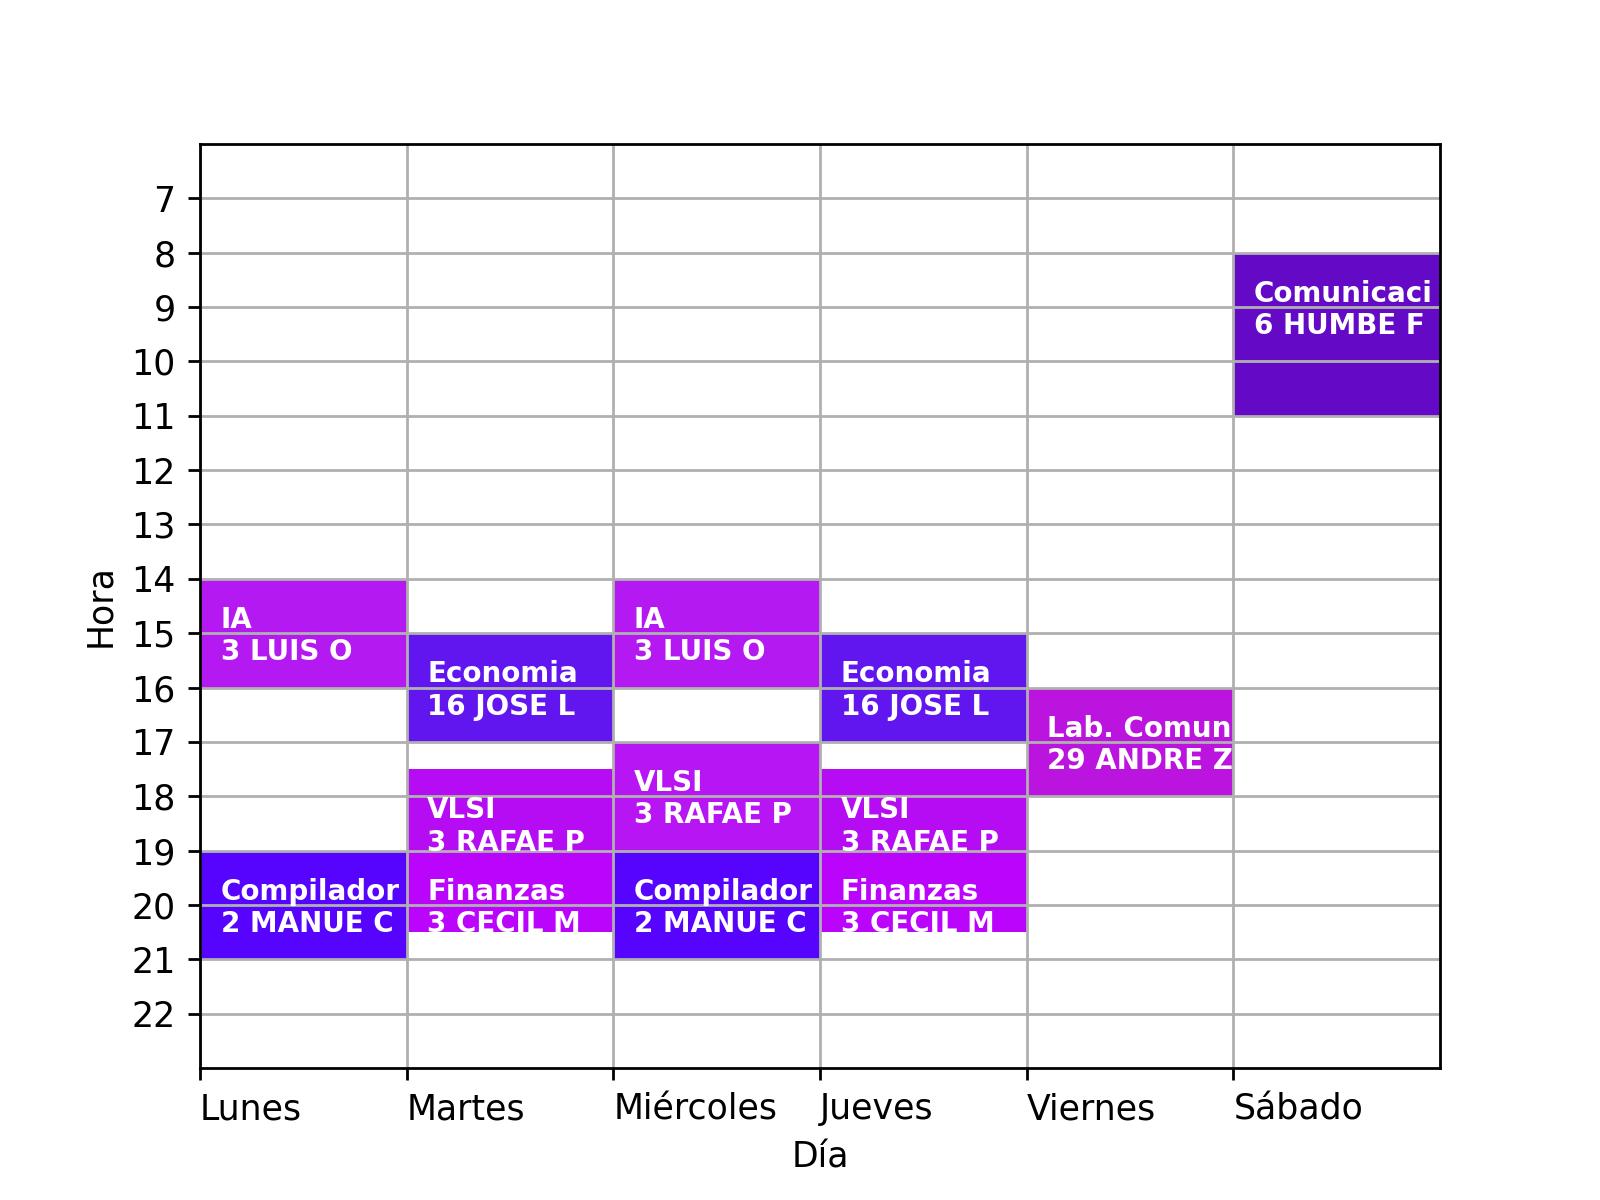 7
8
9
10
11
12
13
14
15
16
17
18
19
20
21
22
Hora
Comunicaci
6 HUMBE F
IA
3 LUIS O
IA
3 LUIS O
Economia
16 JOSE L
Economia
16 JOSE L
Lab. Comun
29 ANDRE Z
VLSI
3 RAFAE P
VLSI
3 RAFAE P
VLSI
3 RAFAE P
Compilador
2 MANUE C
Finanzas
3 CECIL M
Compilador
2 MANUE C
Finanzas
3 CECIL M
Lunes
Martes
Miércoles
Jueves
Viernes
Sábado
Día